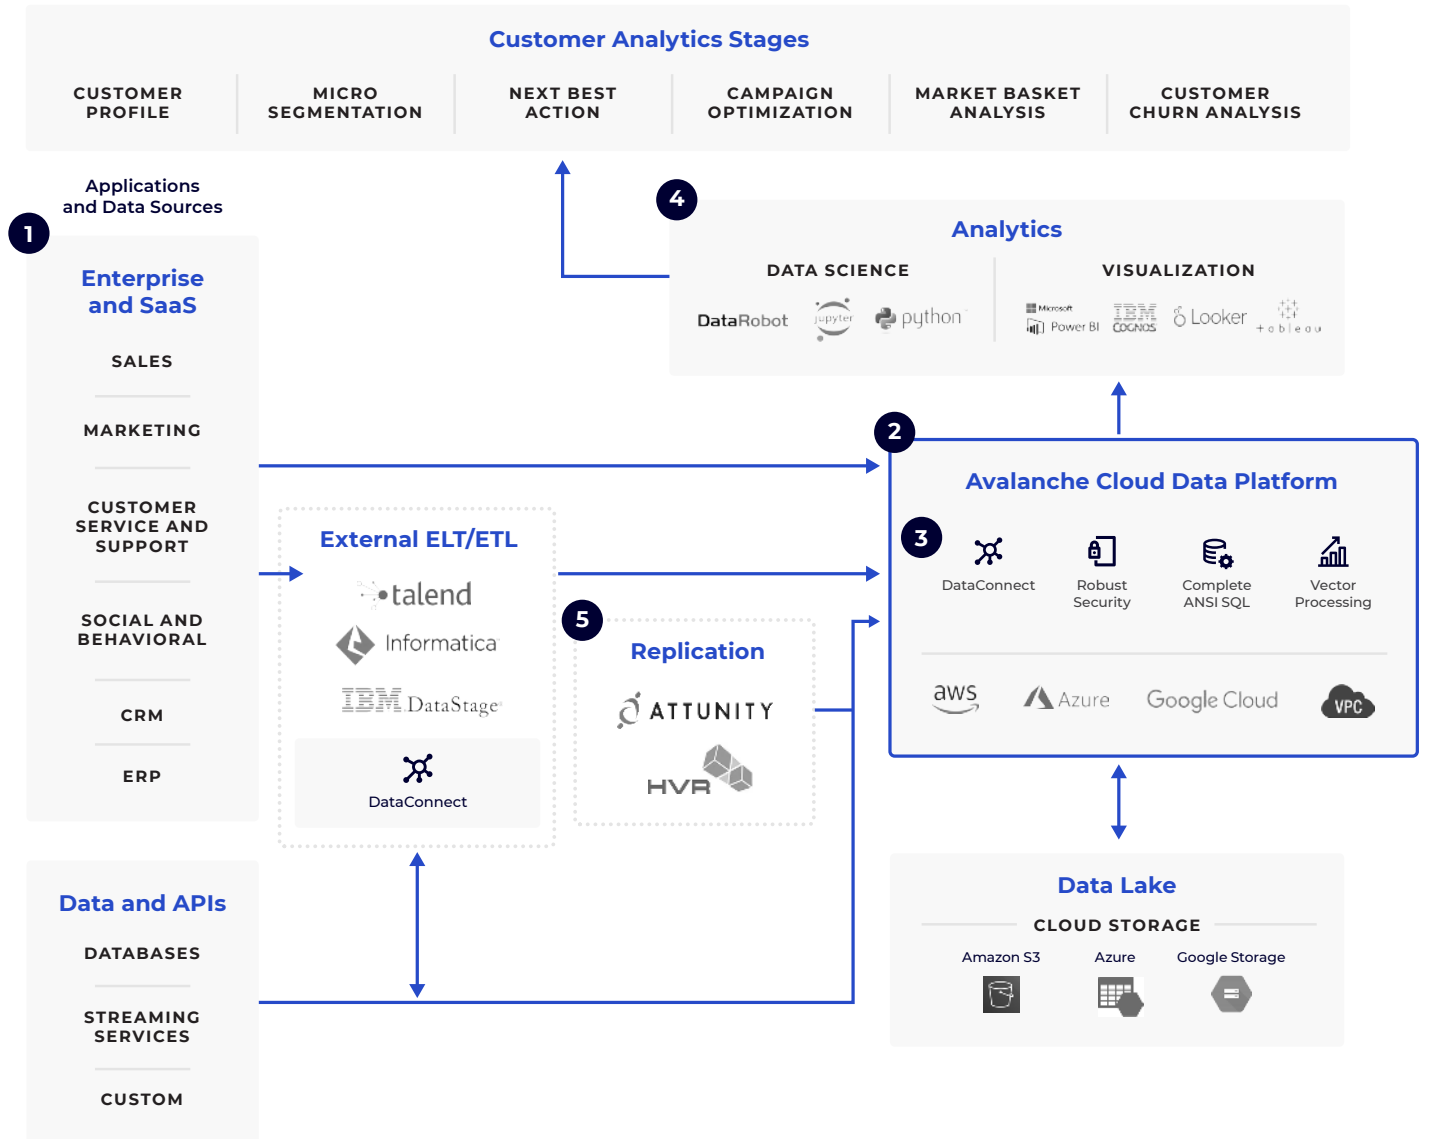 Customer Analytics Stages
CUSTOMER
PROFILE
MICRO
SEGMENTATION
NEXT BEST
ACTION
CAMPAIGN
OPTIMIZATION
MARKET BASKET
ANALYSIS
CUSTOMER
CHURN ANALYSIS
Applications
and Data Sources
1
Enterprise
and SaaS
SALES
MARKETING
CUSTOMER
SERVICE AND
SUPPORT
SOCIAL AND
BEHAVIORAL
CRM
ERP
Data and APIs
DATABASES
STREAMING
SERVICES
CUSTOM
External ELT/ETL
talend
Informatica
IBM DataStage
DataConnect
5
Replication
ATTUNITY
HVR
4
Analytics
DATA SCIENCE
DataRobot
jupyter
python
VISUALIZATION
Microsoft
Power BI
IBM
COGNOS
Looker
+ableau
2
Avalanche Cloud Data Platform
3
DataConnect
Robust
Security
Complete
ANSI SQL
Vector
Processing
aws
Azure
Google Cloud
VPC
Data Lake
CLOUD STORAGE
Amazon S3
Azure
Google Storage